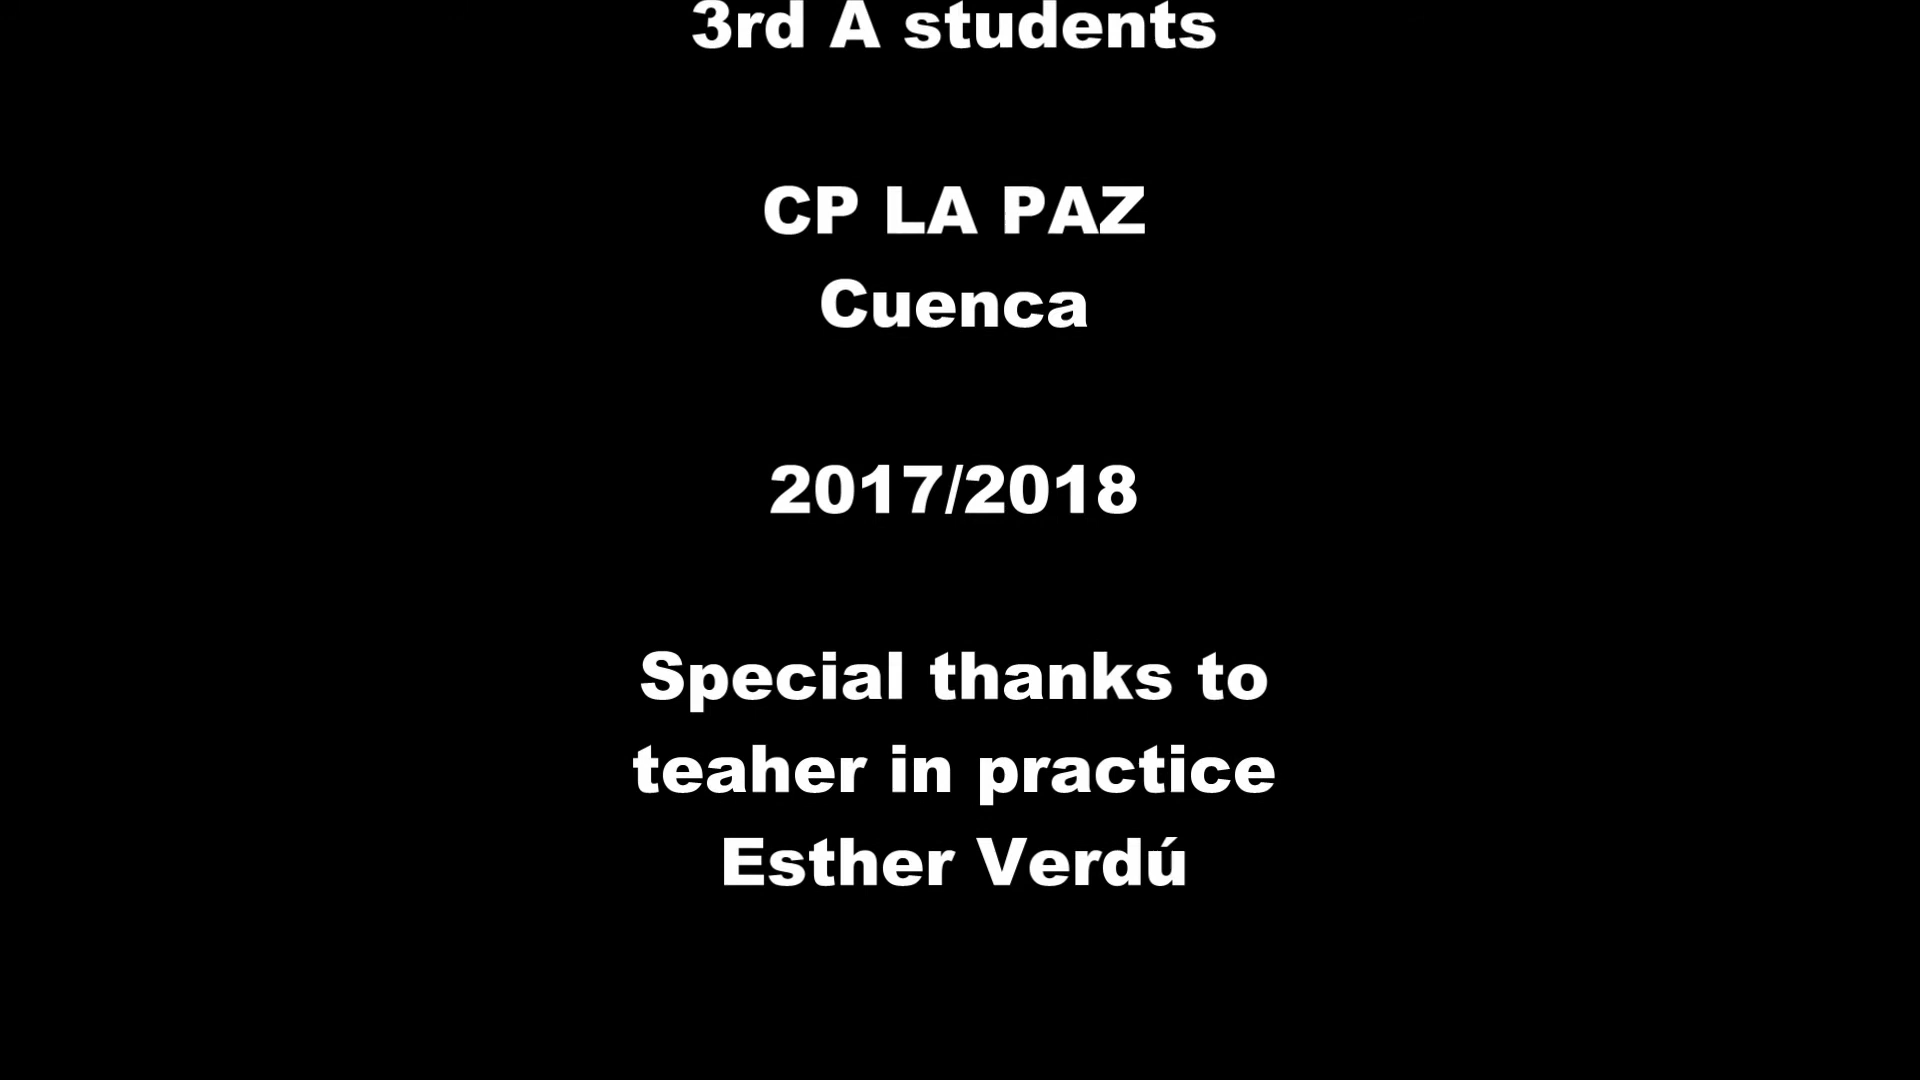 3rd A students
CP LA PAZ
Cuenca
2017/2018
Special thanks to
teaher in practice
Esther Verdú